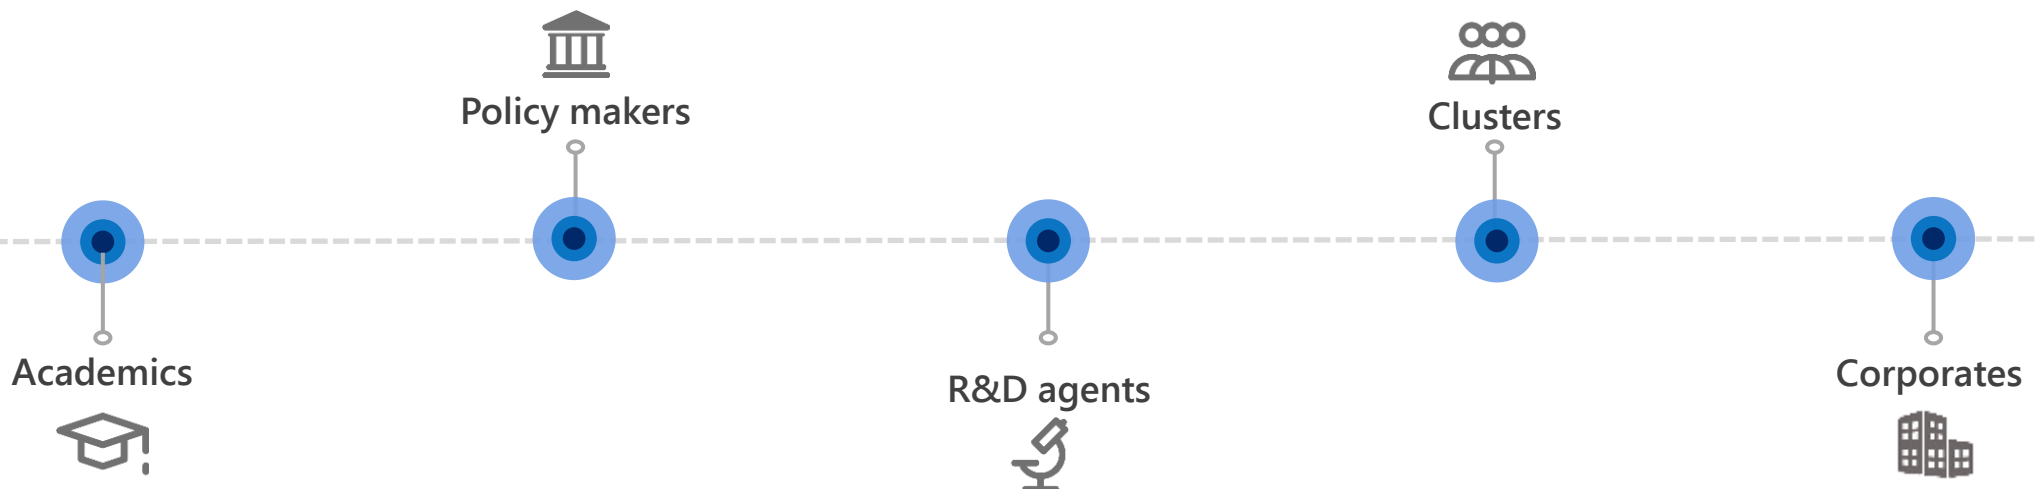 Policy makers
Clusters
Academics
R&D agents
Corporates